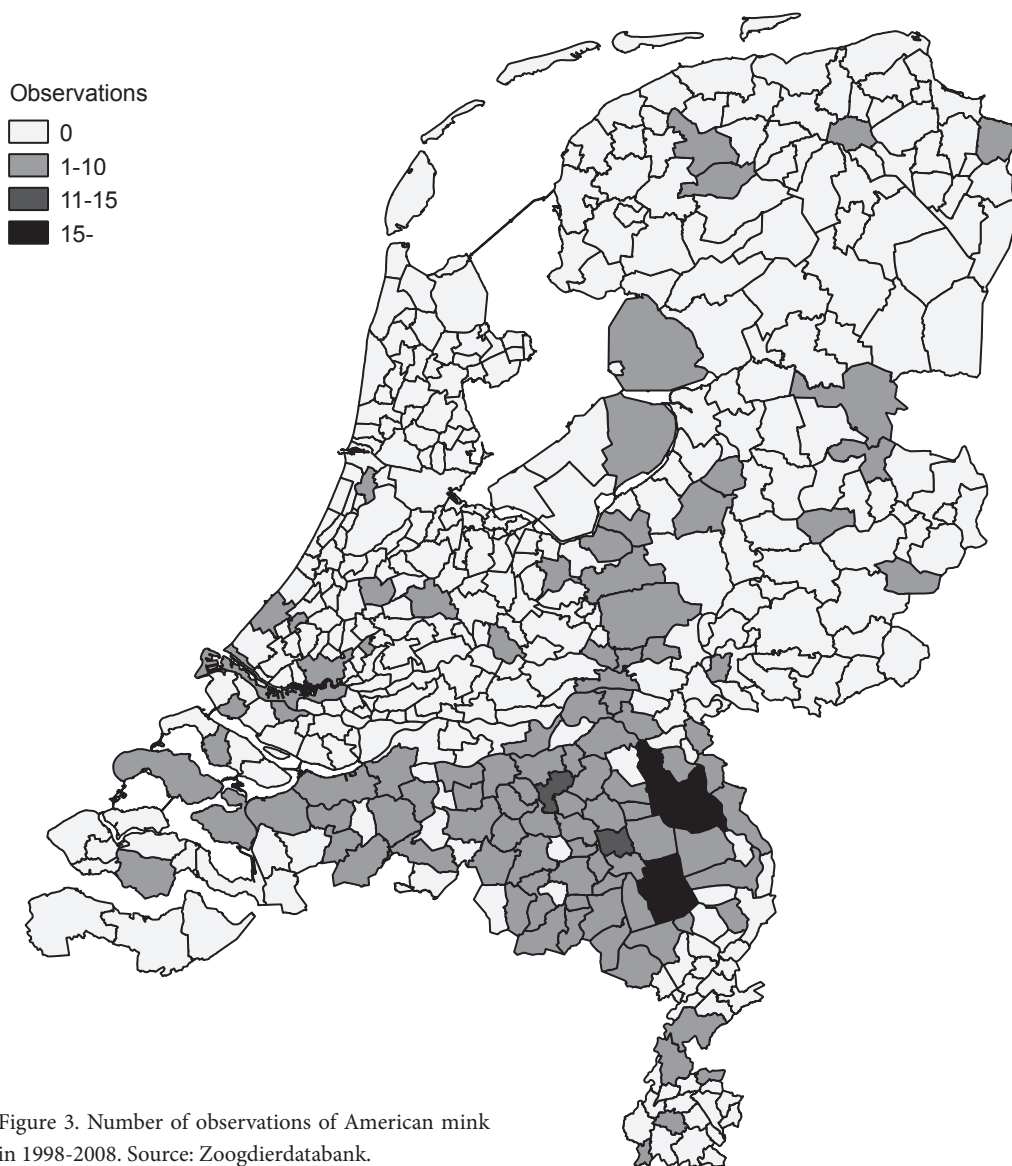 Observations
0
1-10
11-15
15-
Figure 3. Number of observations of American mink
in 1998-2008. Source: Zoogdierdatabank.